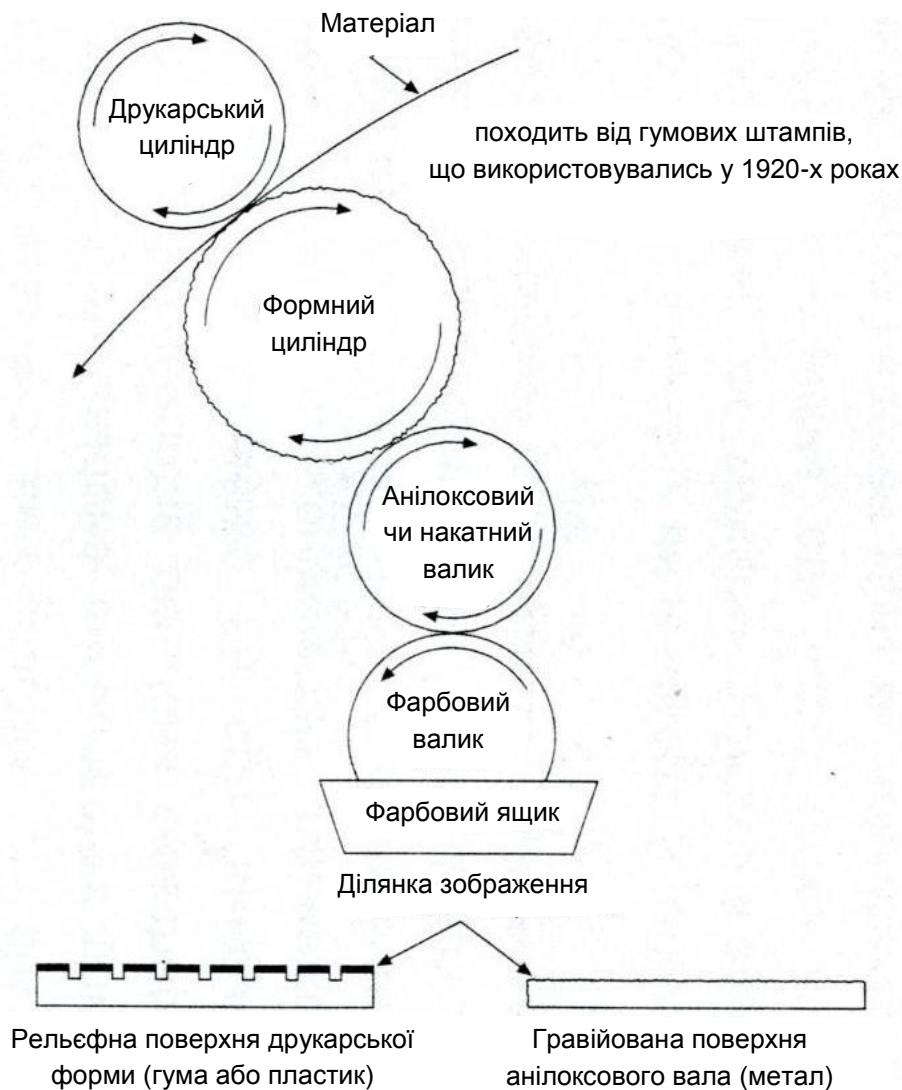 Матеріал
Друкарський
циліндр
походить від гумових штампів,
що використовувались у 1920-х роках
Формний
циліндр
Анілоксовий
чи накатний
валик
Фарбовий
валик
Фарбовий ящик
Ділянка зображення
Рельєфна поверхня друкарської
форми (гума або пластик)
Гравійована поверхня
анілоксового вала (метал)